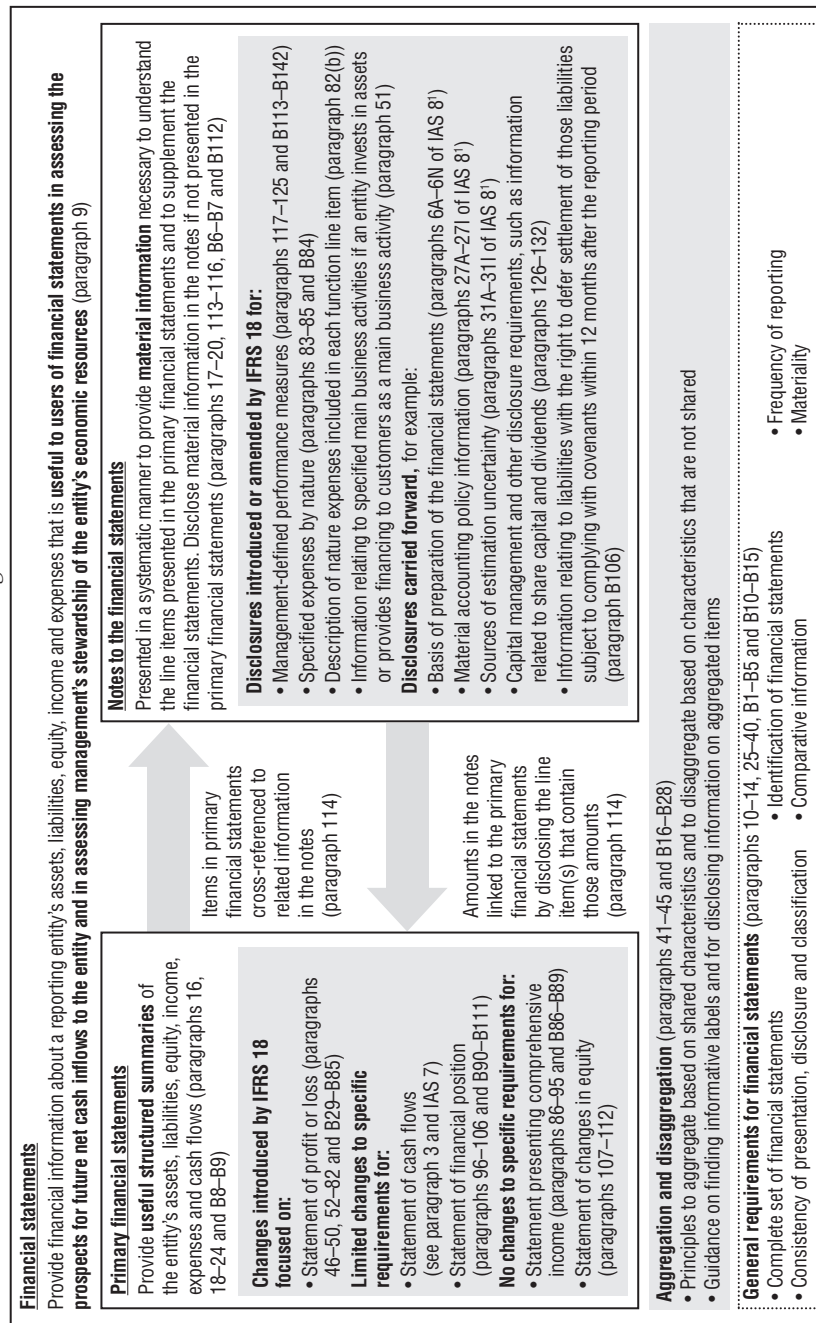 Financial statements
Provide financial information about a reporting entity's assets, liabilities, equity, income and expenses that is useful to users of financial statements in assessing the
prospects for future net cash inflows to the entity and in assessing management's stewardship of the entity's economic resources (paragraph 9)
Primary financial statements
Provide useful structured summaries of
the entity's assets, liabilities, equity, income,
expenses and cash flows (paragraphs 16,
18–24 and B8–B9)
Changes introduced by IFRS 18
focused on:
• Statement of profit or loss (paragraphs
46–50, 52–82 and B29–B85)
Limited changes to specific
requirements for:
• Statement of cash flows
(see paragraph 3 and IAS 7)
• Statement of financial position
(paragraphs 96–106 and B90–B111)
No changes to specific requirements for:
• Statement presenting comprehensive
income (paragraphs 86–95 and B86–B89)
• Statement of changes in equity
(paragraphs 107–112)
Items in primary
financial statements
cross-referenced to
related information
in the notes
(paragraph 114)
Amounts in the notes
linked to the primary
financial statements
by disclosing the line
item(s) that contain
those amounts
(paragraph 114)
Notes to the financial statements
Presented in a systematic manner to provide material information necessary to understand
the line items presented in the primary financial statements and to supplement the
financial statements. Disclose material information in the notes if not presented in the
primary financial statements (paragraphs 17–20, 113–116, B6–B7 and B112)
Disclosures introduced or amended by IFRS 18 for:
• Management-defined performance measures (paragraphs 117–125 and B113–B142)
• Specified expenses by nature (paragraphs 83–85 and B84)
• Description of nature expenses included in each function line item (paragraph 82(b))
• Information relating to specified main business activities if an entity invests in assets
or provides financing to customers as a main business activity (paragraph 51)
Disclosures carried forward, for example:
• Basis of preparation of the financial statements (paragraphs 6A–6N of IAS 8¹)
• Material accounting policy information (paragraphs 27A–27I of IAS 8¹)
• Sources of estimation uncertainty (paragraphs 31A–31I of IAS 8¹)
• Capital management and other disclosure requirements, such as information
related to share capital and dividends (paragraphs 126–132)
• Information relating to liabilities with the right to defer settlement of those liabilities
subject to complying with covenants within 12 months after the reporting period
(paragraph B106)
Aggregation and disaggregation (paragraphs 41–45 and B16–B28)
• Principles to aggregate based on shared characteristics and to disaggregate based on characteristics that are not shared
• Guidance on finding informative labels and for disclosing information on aggregated items
General requirements for financial statements (paragraphs 10–14, 25–40, B1–B5 and B10–B15)
• Complete set of financial statements • Identification of financial statements • Frequency of reporting
• Consistency of presentation, disclosure and classification • Comparative information • Materiality